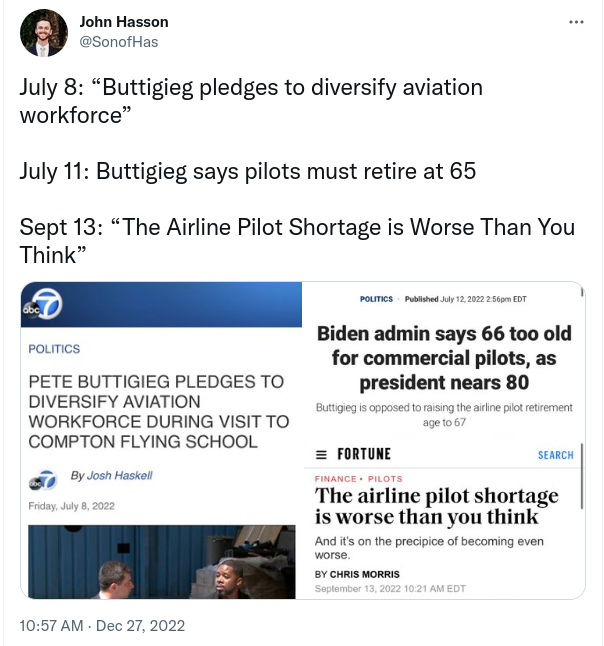 John Hasson
@SonofHas
July 8: “Buttigieg pledges to diversify aviation
workforce”
July 11: Buttigieg says pilots must retire at 65
Sept 13: “The Airline Pilot Shortage is Worse Than You
Think”
abc 7
POLITICS
PETE BUTTIGIEG PLEDGES TO
DIVERSIFY AVIATION
WORKFORCE DURING VISIT TO
COMPTON FLYING SCHOOL
abc 7 By Josh Haskell
Friday, July 8, 2022
POLITICS · Published July 12, 2022 2:56pm EDT
Biden admin says 66 too old
for commercial pilots, as
president nears 80
Buttigieg is opposed to raising the airline pilot retirement
age to 67
FORTUNE SEARCH
FINANCE • PILOTS
The airline pilot shortage
is worse than you think
And it's on the precipice of becoming even
worse.
BY CHRIS MORRIS
September 13, 2022 10:21 AM EDT
10:57 AM · Dec 27, 2022